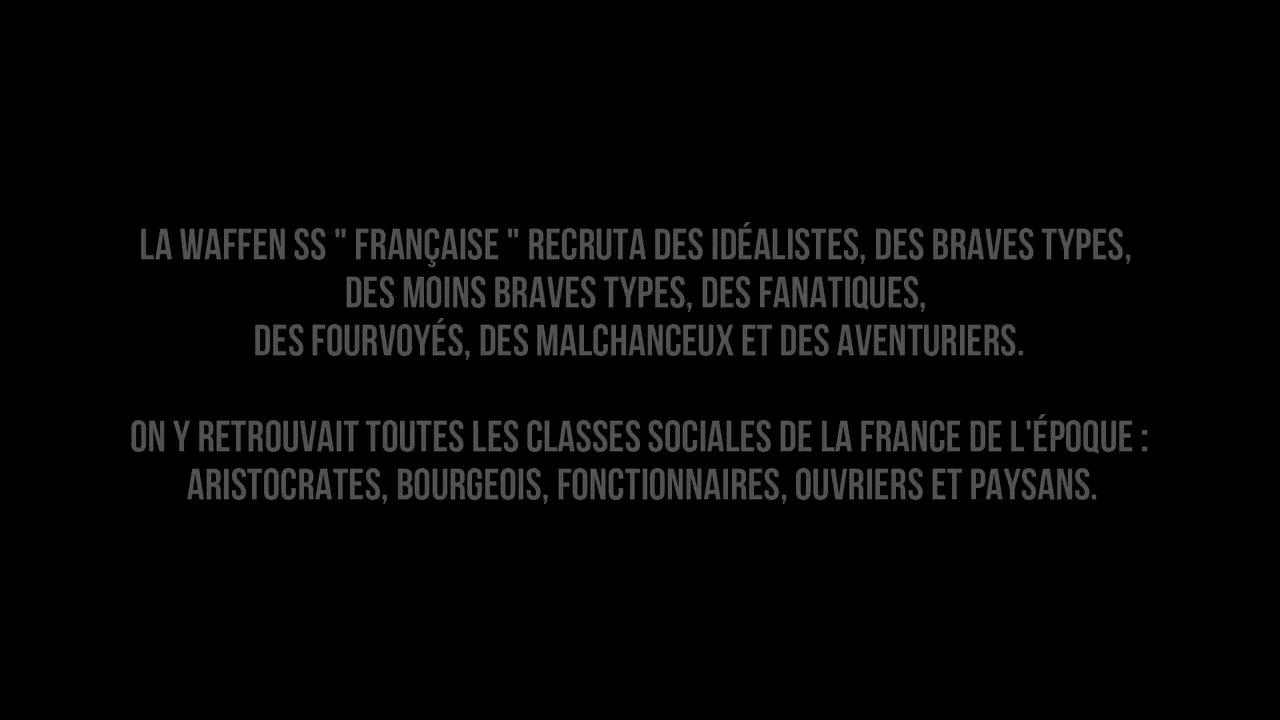 LA WAFFEN SS " FRANÇAISE " RECRUTA DES IDÉALISTES, DES BRAVES TYPES,
DES MOINS BRAVES TYPES, DES FANATIQUES,
DES FOURVOYÉS, DES MALCHANCEUX ET DES AVENTURIERS.
ON Y RETROUVAIT TOUTES LES CLASSES SOCIALES DE LA FRANCE DE L'ÉPOQUE :
ARISTOCRATES, BOURGEOIS, FONCTIONNAIRES, OUVRIERS ET PAYSANS.